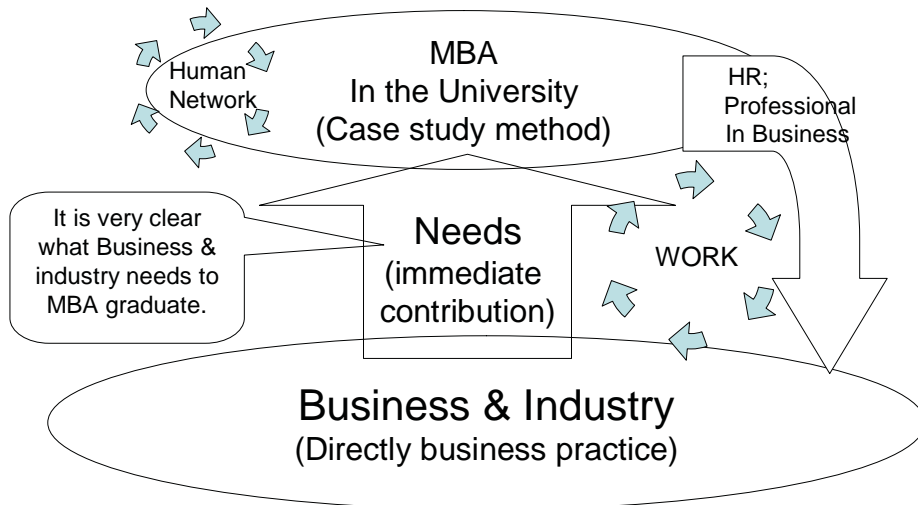 MBA
In the University
(Case study method)
Human
Network
HR;
Professional
In Business
It is very clear
what Business &
industry needs to
MBA graduate.
Needs
(immediate
contribution)
WORK
Business & Industry
(Directly business practice)